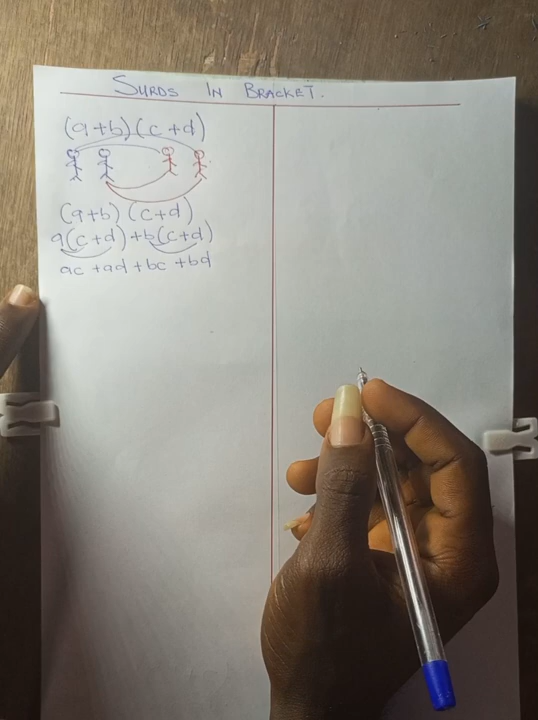 SURDS IN BRACKET.
(a+b)(c+d)
(a+b)(c+d)
a(c+d)+b(c+d)
ac+ad+bc+bd